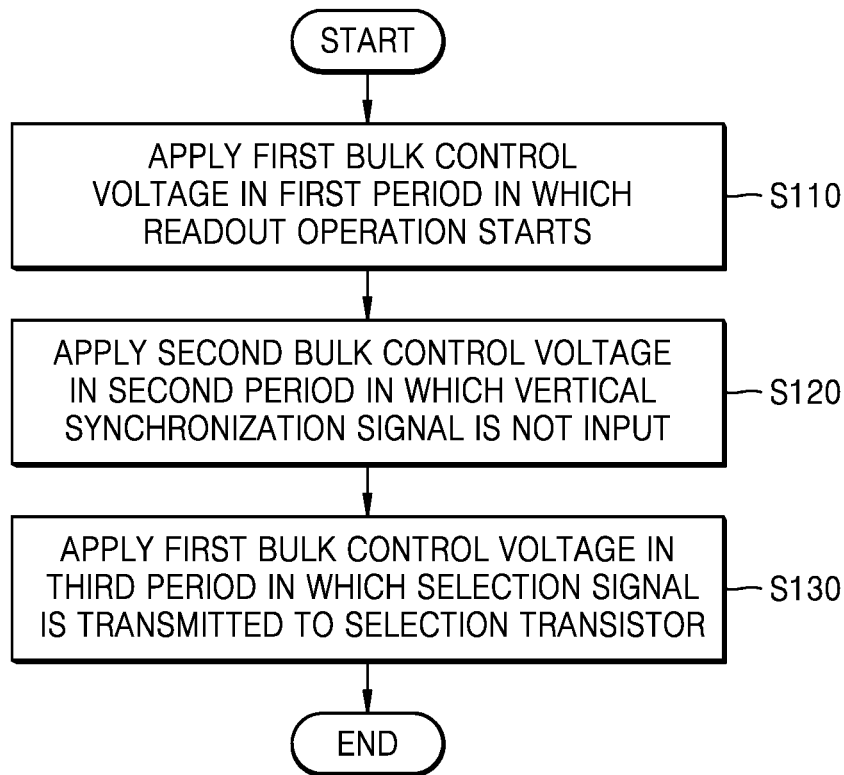 START
APPLY FIRST BULK CONTROL
VOLTAGE IN FIRST PERIOD IN WHICH
READOUT OPERATION STARTS
S110
APPLY SECOND BULK CONTROL VOLTAGE
IN SECOND PERIOD IN WHICH VERTICAL
SYNCHRONIZATION SIGNAL IS NOT INPUT
S120
APPLY FIRST BULK CONTROL VOLTAGE IN
THIRD PERIOD IN WHICH SELECTION SIGNAL
IS TRANSMITTED TO SELECTION TRANSISTOR
S130
END